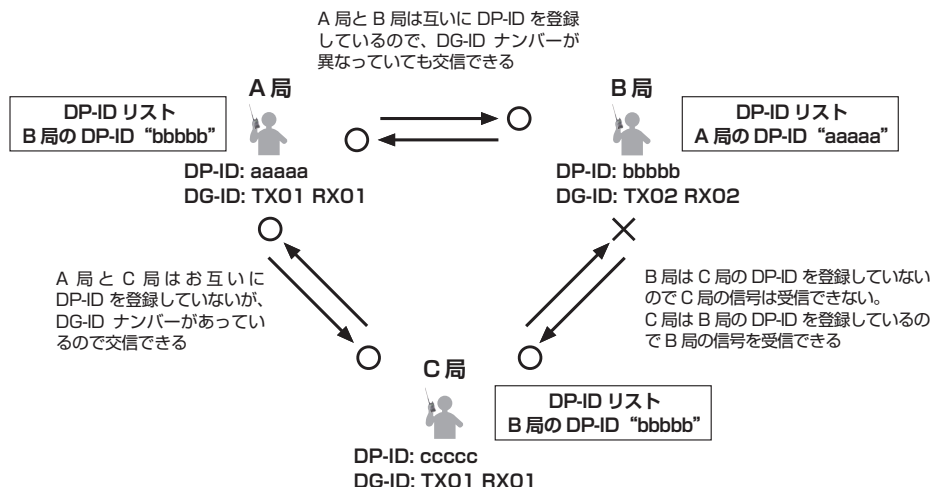 A 局と B 局は互いに DP-ID を登録
しているので、DG-ID ナンバーが
異なっていても交信できる
A 局
B 局
DP-ID リスト
B 局の DP-ID “bbbbb”
DP-ID リスト
A 局の DP-ID “aaaaa”
DP-ID: aaaaa
DG-ID: TX01 RX01
DP-ID: bbbbb
DG-ID: TX02 RX02
A 局と C 局はお互いに
DP-ID を登録していないが、
DG-ID ナンバーがあってい
るので交信できる
B 局は C 局の DP-ID を登録していない
ので C 局の信号は受信できない。
C 局は B 局の DP-ID を登録しているの
で B 局の信号を受信できる
C 局
DP-ID リスト
B 局の DP-ID “bbbbb”
DP-ID: ccccc
DG-ID: TX01 RX01